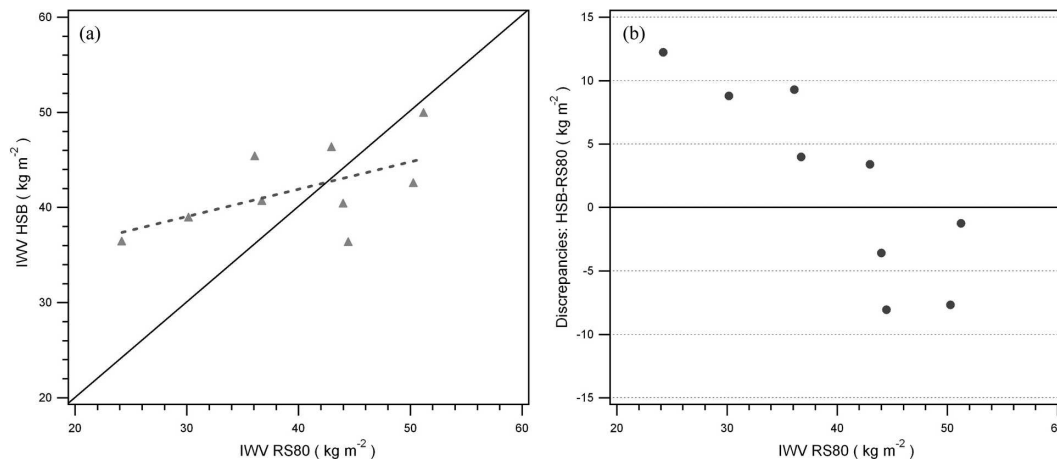 (a)
60
50
40
30
20
IWV HSB ( kg m-2 )
20 30 40 50 60
IWV RS80 ( kg m-2 )
(b)
15
10
5
0
-5
-10
-15
Discrepancies: HSB-RS80 ( kg m-2 )
20 30 40 50 60
IWV RS80 ( kg m-2 )